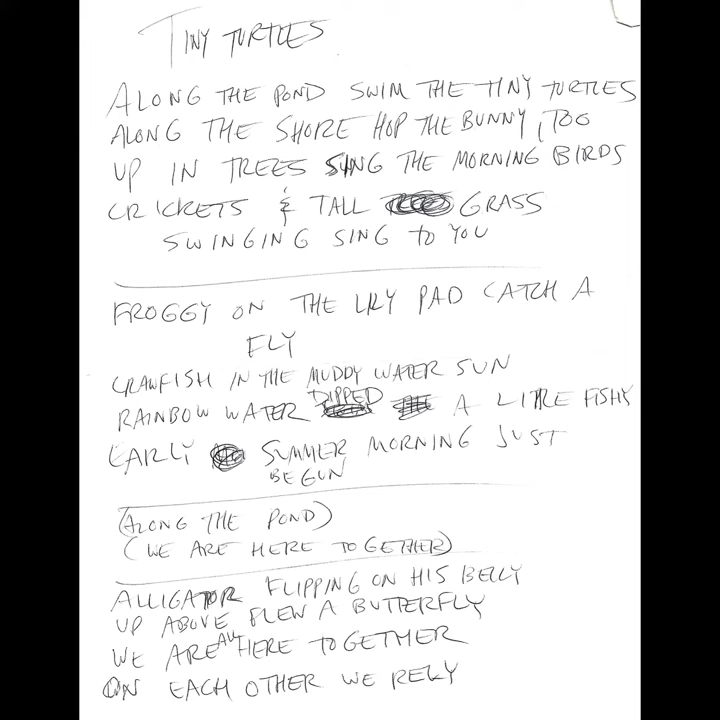 TINY TURTLES
ALONG THE POND SWIM THE TINY TURTLES
ALONG THE SHORE HOP THE BUNNY, TOO
UP IN TREES SING THE MORNING BIRDS
CRICKETS & TALL GRASS
SWINGING SING TO YOU
FROGGY ON THE LILY PAD CATCH A
FLY
CRAWFISH IN THE MUDDY WATER SUN
DIPPED
RAINBOW WATER A LITTLE FISHY
EARLY SUMMER MORNING JUST
BEGUN
(ALONG THE POND)
(WE ARE HERE TOGETHER)
ALLIGATOR FLIPPING ON HIS BELLY
UP ABOVE FLEW A BUTTERFLY
WE ARE ALL HERE TOGETHER
ON EACH OTHER WE RELY